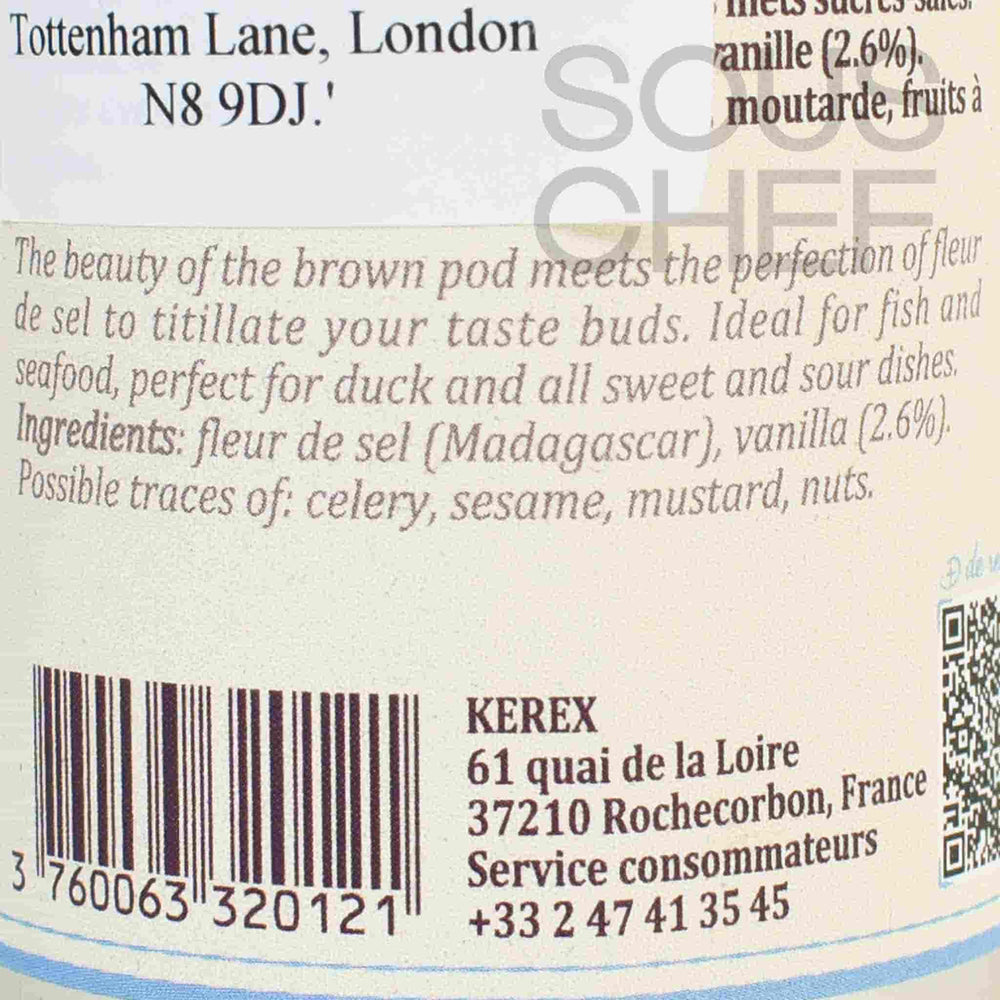 Tottenham Lane, London
N8 9DJ.'
vanille (2.6%).
moutarde, fruits à
SOUS
CHEF
The beauty of the brown pod meets the perfection of fleur
de sel to titillate your taste buds. Ideal for fish and
seafood, perfect for duck and all sweet and sour dishes.
Ingredients: fleur de sel (Madagascar), vanilla (2.6%).
Possible traces of: celery, sesame, mustard, nuts.
de
KEREX
61 quai de la Loire
37210 Rochecorbon, France
Service consommateurs
+33 2 47 41 35 45
3 760063 320121